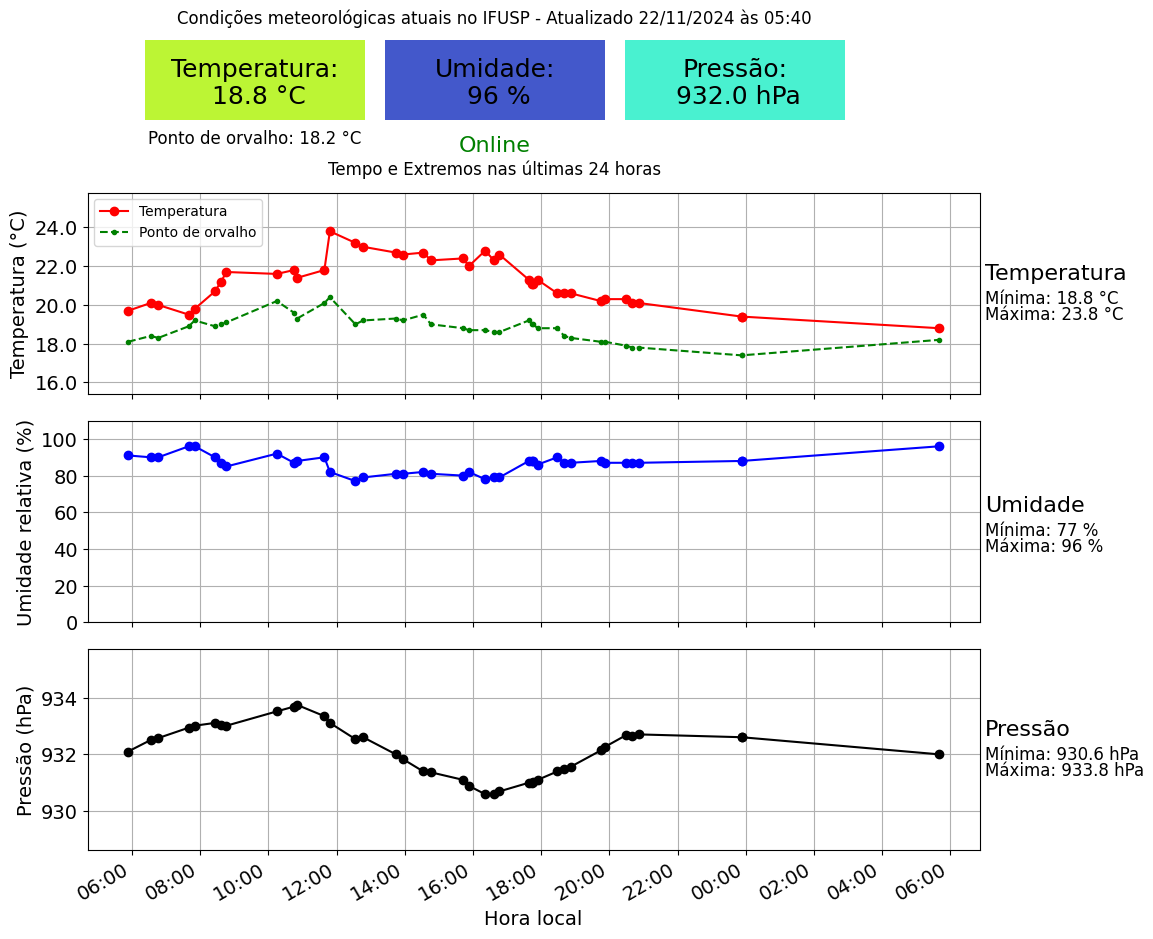 Condições meteorológicas atuais no IFUSP - Atualizado 22/11/2024 às 05:40
Temperatura:
18.8 °C
Umidade:
96 %
Pressão:
932.0 hPa
Ponto de orvalho: 18.2 °C
Online
Tempo e Extremos nas últimas 24 horas
Temperatura (°C)
24.0
22.0
20.0
18.0
16.0
Temperatura
Ponto de orvalho
Temperatura
Mínima: 18.8 °C
Máxima: 23.8 °C
Umidade relativa (%)
100
80
60
40
20
0
Umidade
Mínima: 77 %
Máxima: 96 %
Pressão (hPa)
934
932
930
Pressão
Mínima: 930.6 hPa
Máxima: 933.8 hPa
06:00 08:00 10:00 12:00 14:00 16:00 18:00 20:00 22:00 00:00 02:00 04:00 06:00
Hora local